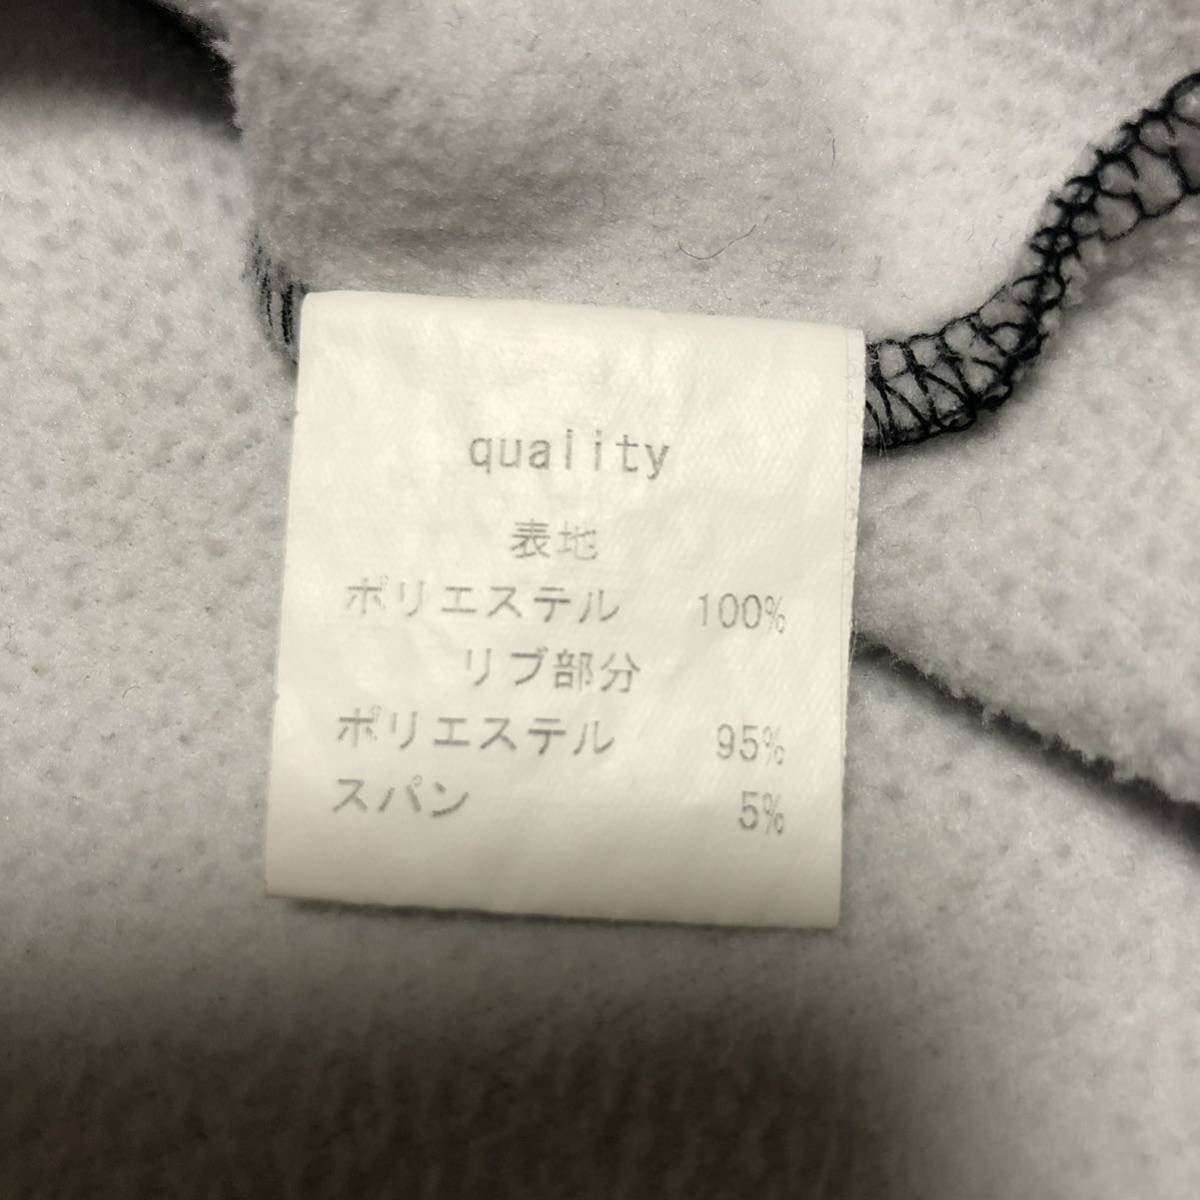 quality
表地
ポリエステル 100%
リブ部分
ポリエステル 95%
スパン 5%